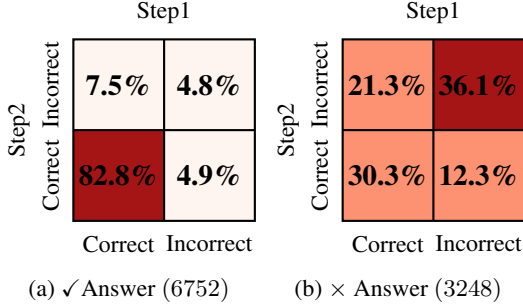 Step1
Step1
Step2
Incorrect
Correct
7.5%
4.8%
82.8%
4.9%
Correct
Incorrect
Step2
Incorrect
Correct
21.3%
36.1%
30.3%
12.3%
Correct
Incorrect
(a) ✓Answer (6752)
(b) × Answer (3248)